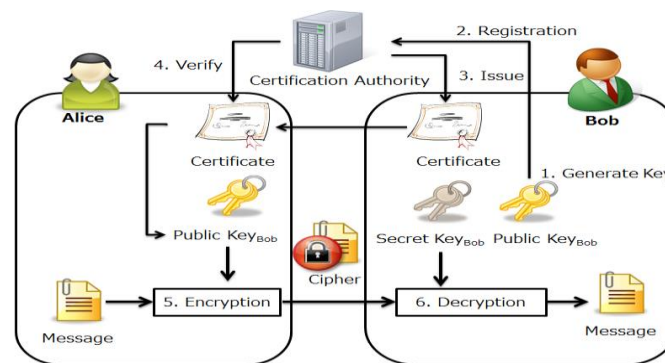 2. Registration
4. Verify
Certification Authority
3. Issue
Alice
Bob
Certificate
Certificate
1. Generate Key
Public KeyBob
Secret KeyBob
Public KeyBob
Cipher
5. Encryption
6. Decryption
Message
Message